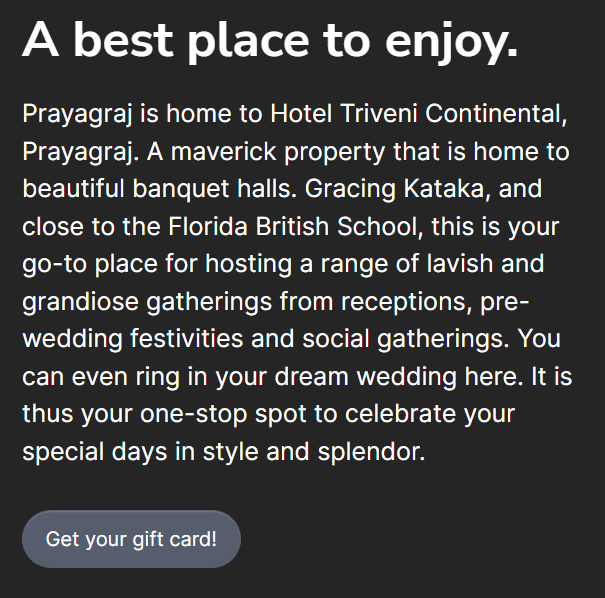 A best place to enjoy.
Prayagraj is home to Hotel Triveni Continental,
Prayagraj. A maverick property that is home to
beautiful banquet halls. Gracing Kataka, and
close to the Florida British School, this is your
go-to place for hosting a range of lavish and
grandiose gatherings from receptions, pre-
wedding festivities and social gatherings. You
can even ring in your dream wedding here. It is
thus your one-stop spot to celebrate your
special days in style and splendor.
Get your gift card!